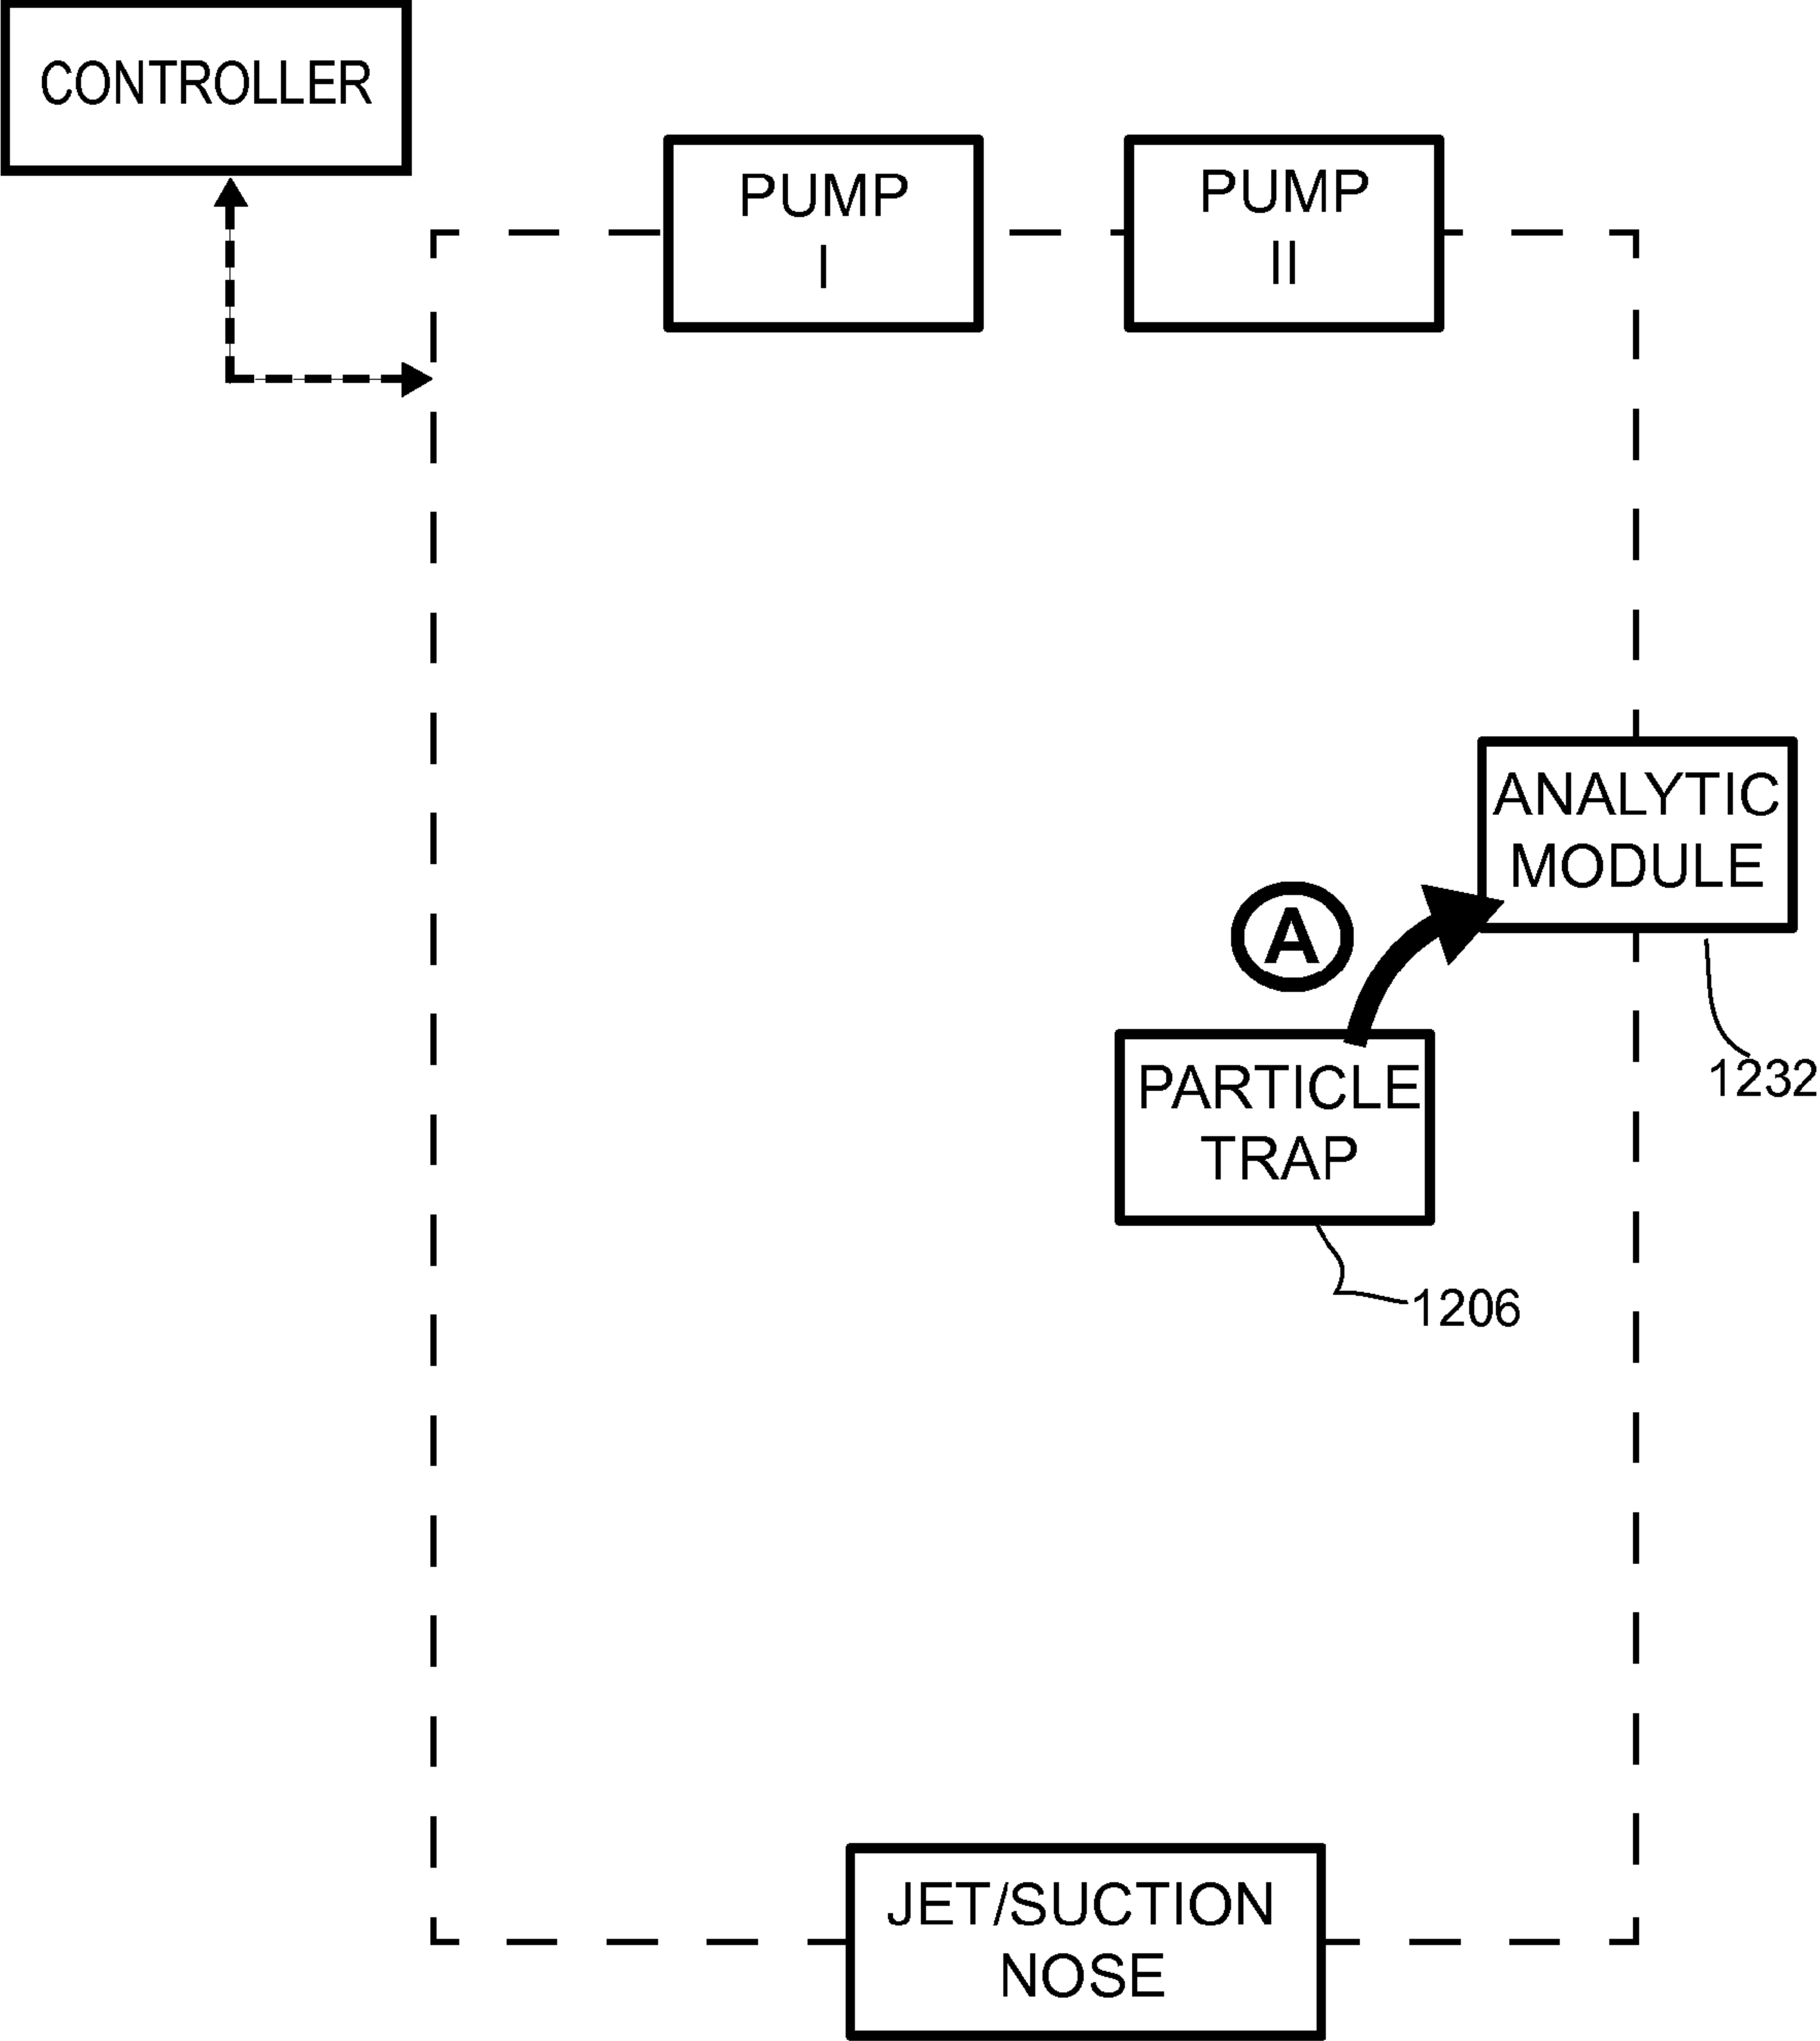 CONTROLLER
PUMP
I
PUMP
II
ANALYTIC
MODULE
A
1232
PARTICLE
TRAP
1206
JET/SUCTION
NOSE